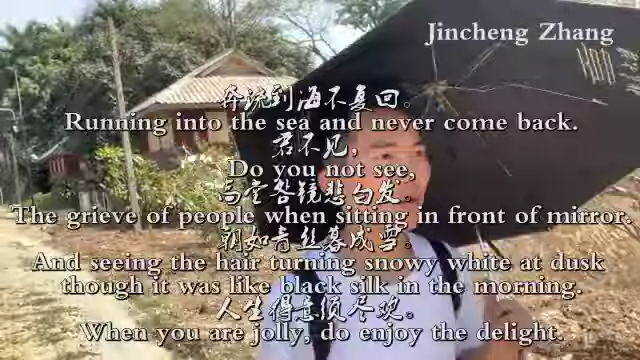 Jincheng Zhang
奔流到海不复回。
Running into the sea and never come back.
君不见，
Do you not see,
高堂明镜悲白发。
The grieve of people when sitting in front of mirror.
朝如青丝暮成雪。
And seeing the hair turning snowy white at dusk
though it was like black silk in the morning.
人生得意须尽欢。
When you are jolly, do enjoy the delight.